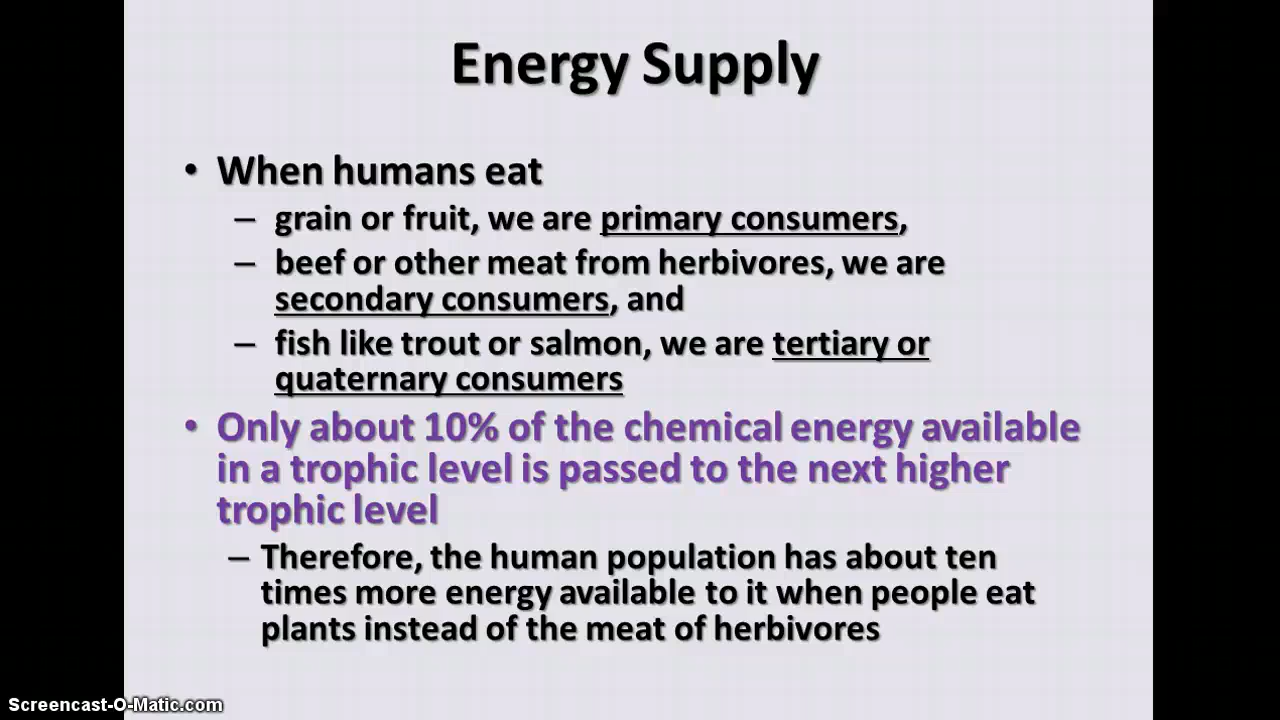 Energy Supply
• When humans eat
– grain or fruit, we are primary consumers,
– beef or other meat from herbivores, we are
secondary consumers, and
– fish like trout or salmon, we are tertiary or
quaternary consumers
• Only about 10% of the chemical energy available
in a trophic level is passed to the next higher
trophic level
– Therefore, the human population has about ten
times more energy available to it when people eat
plants instead of the meat of herbivores
Screencast-O-Matic.com